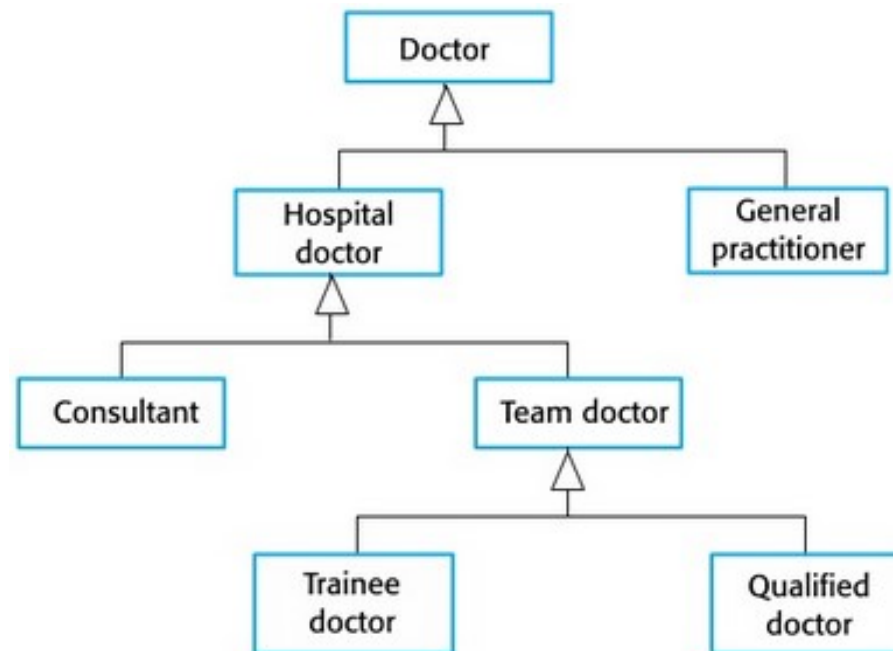 Doctor
Hospital
doctor
General
practitioner
Consultant
Team doctor
Trainee
doctor
Qualified
doctor